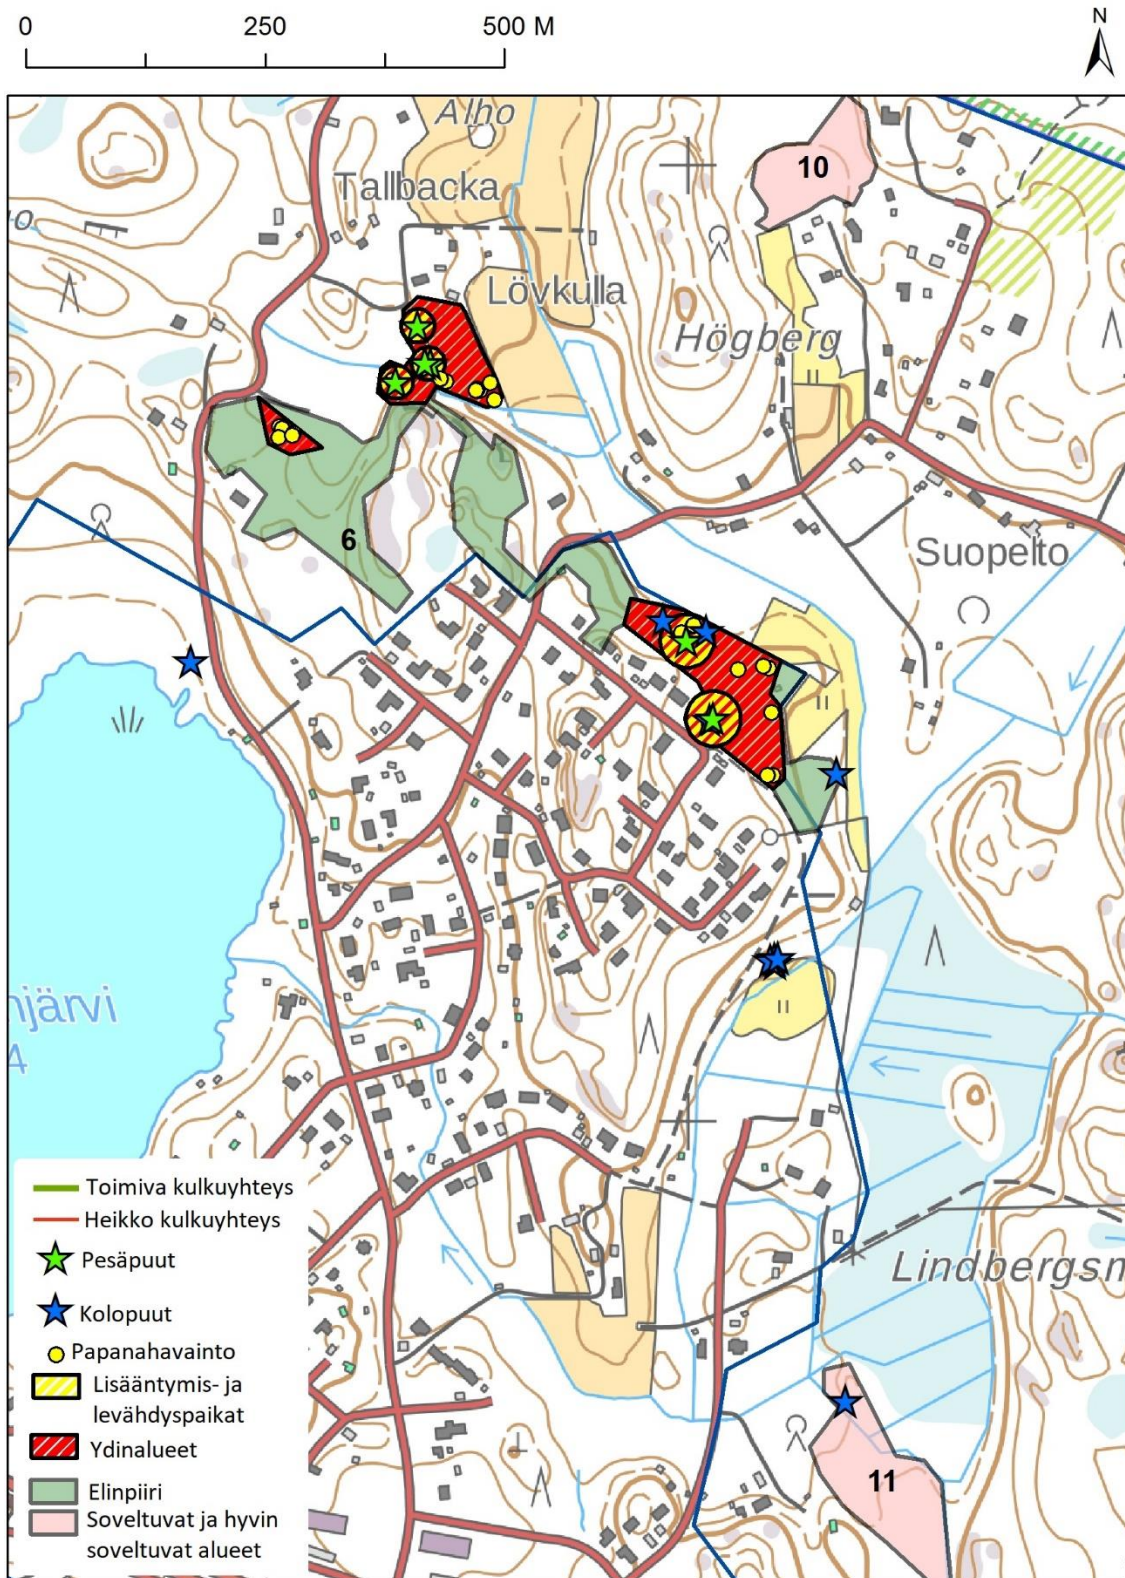 0 250 500 M
N
Alho
10
Tallbacka
Lövkulla
Högberg
6
Suopelto
njärvi
4
Lindbergsm
11
Toimiva kulkuyhteys
Heikko kulkuyhteys
Pesäpuut
Kolopuut
Papanahavainto
Lisääntymis- ja
levähdyspaikat
Ydinalueet
Elinpiiri
Soveltuvat ja hyvin
soveltuvat alueet